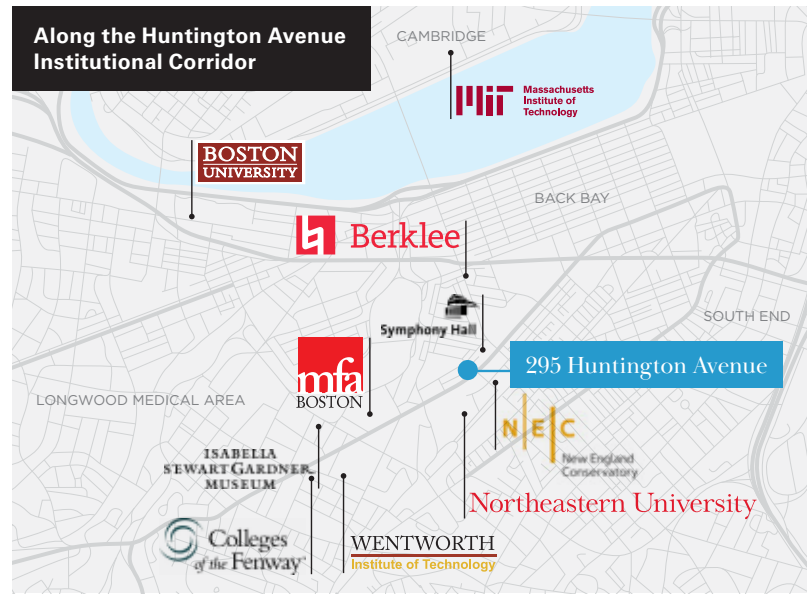 Along the Huntington Avenue
Institutional Corridor
CAMBRIDGE
MIT
Massachusetts
Institute of
Technology
BOSTON
UNIVERSITY
BACK BAY
Berklee
SOUTH END
Symphony Hall
295 Huntington Avenue
mfa
BOSTON
LONGWOOD MEDICAL AREA
NEC
New England
Conservatory
ISABELLA
STEWART GARDNER
MUSEUM
Northeastern University
Colleges
of the Fenway
WENTWORTH
Institute of Technology